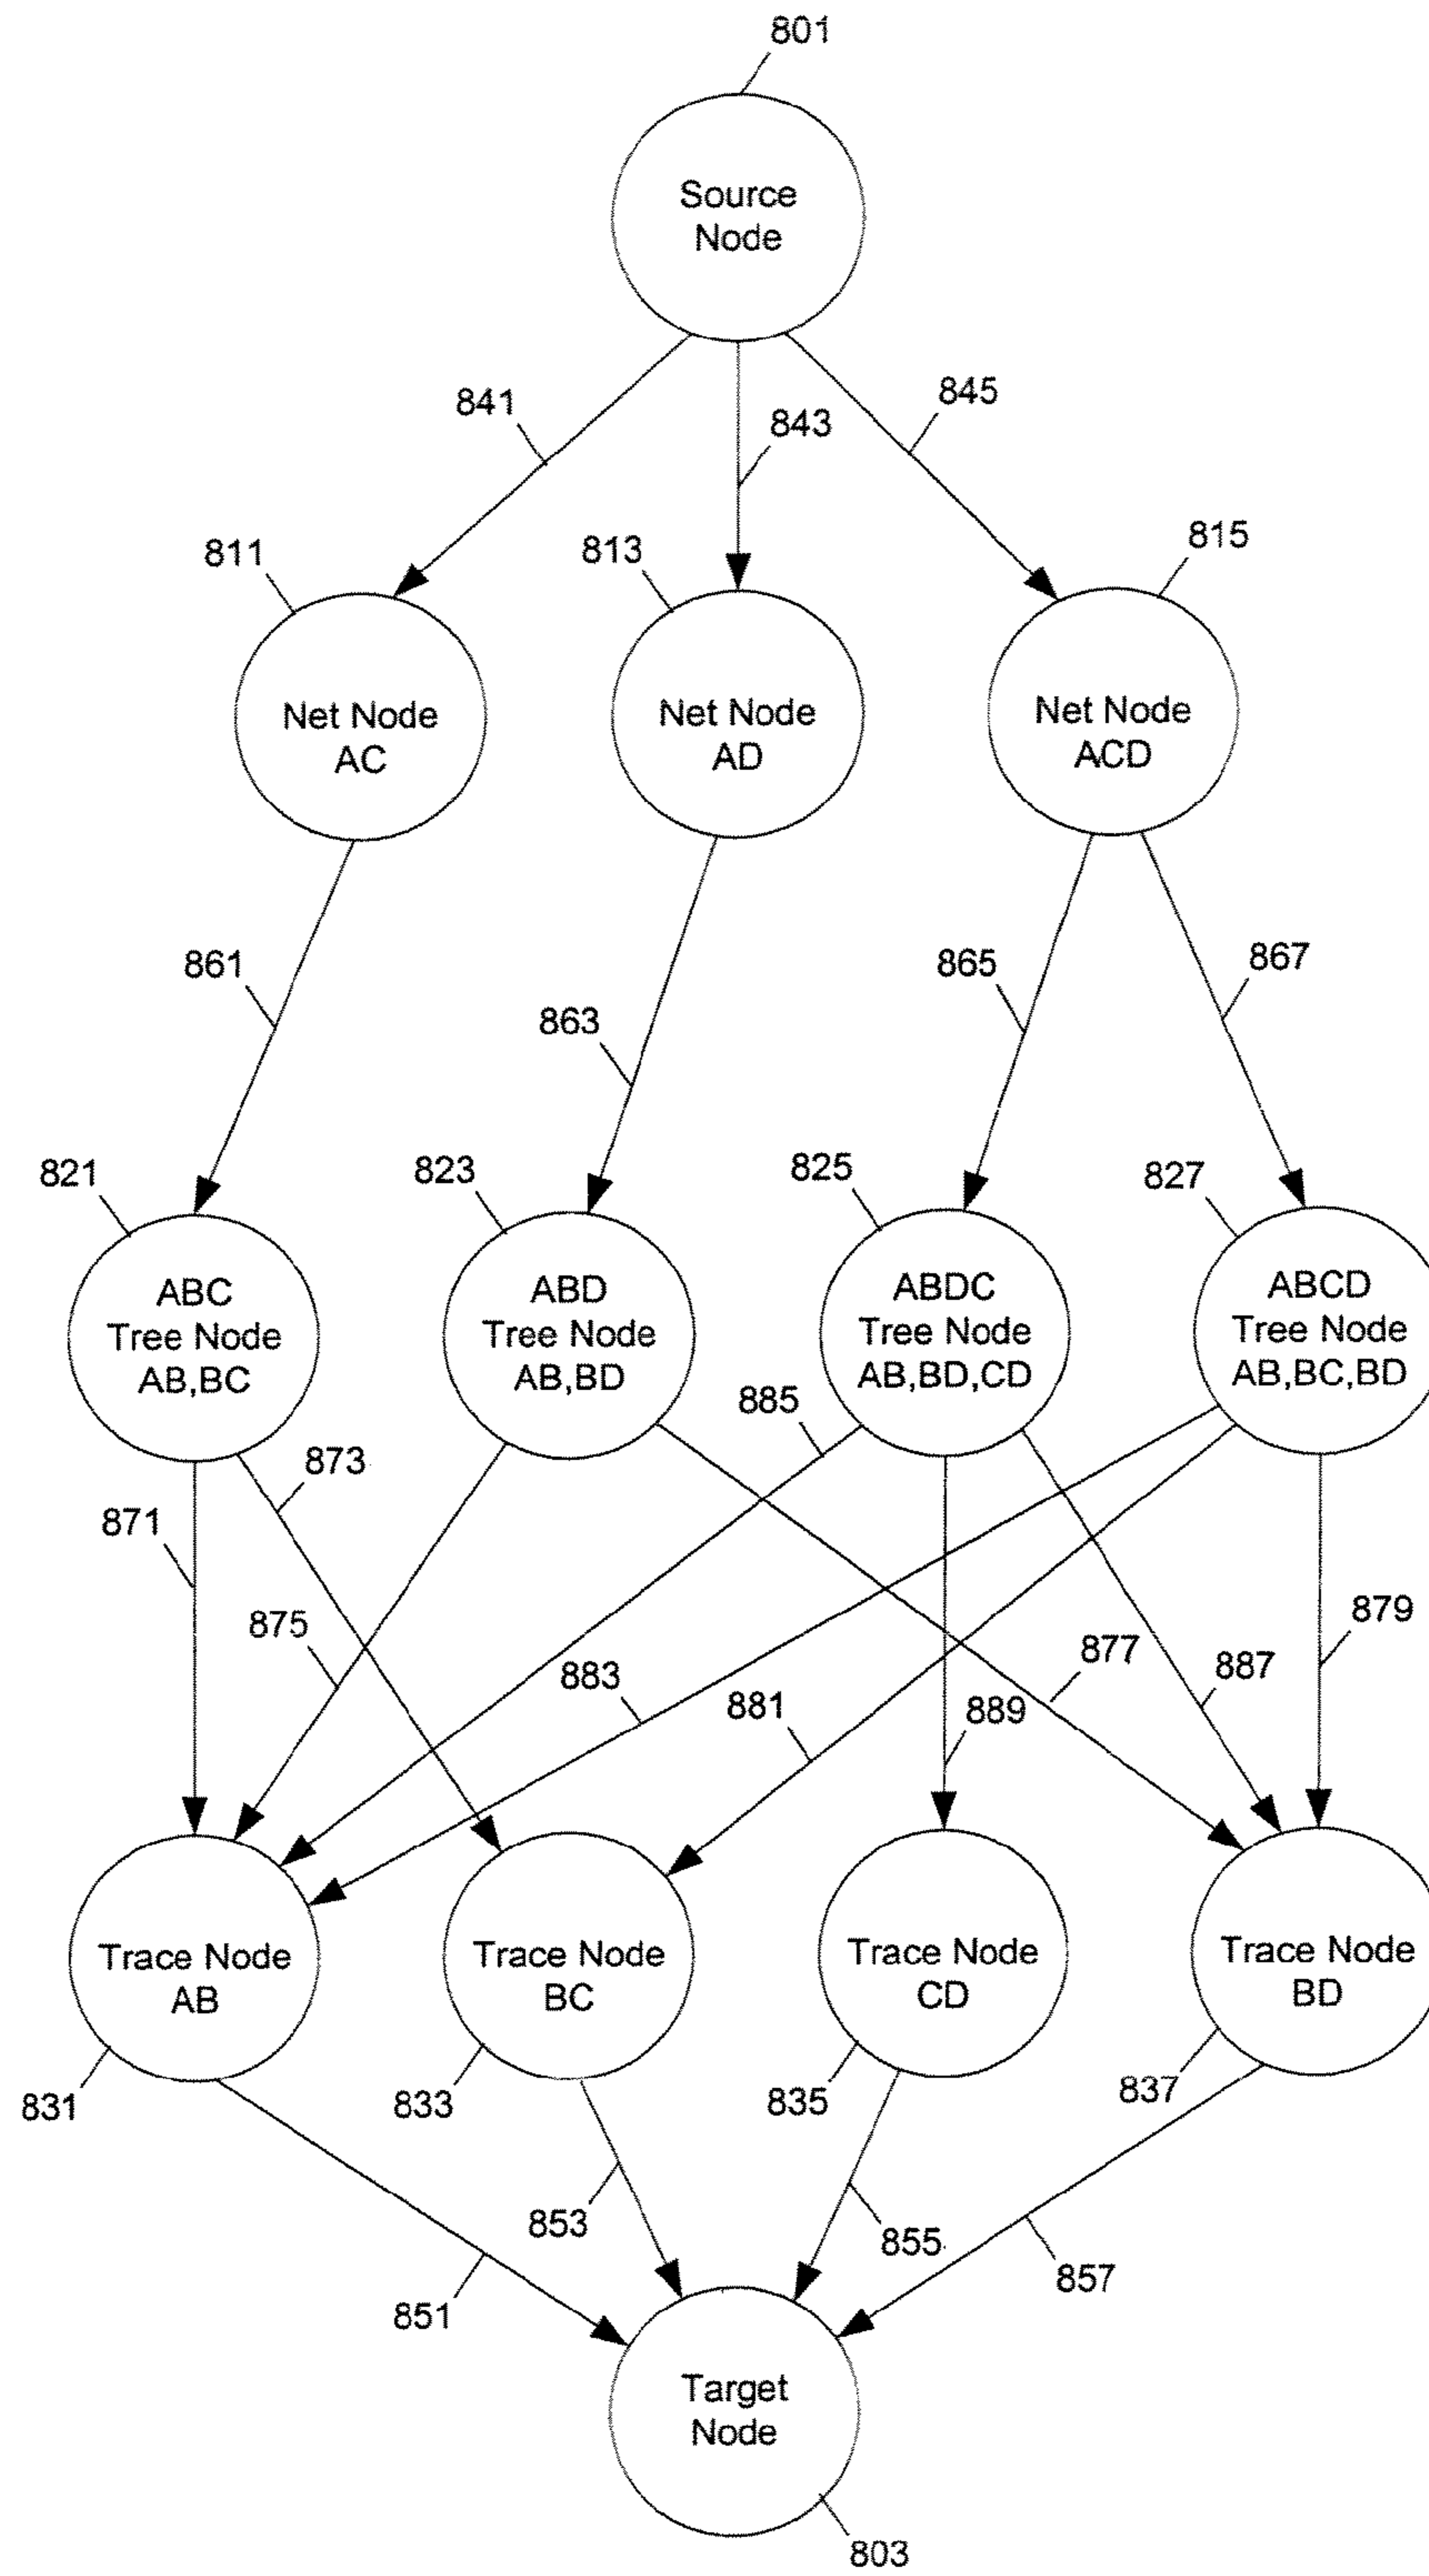 801
Source
Node
841
843
845
811
813
815
Net Node
AC
Net Node
AD
Net Node
ACD
861
863
865
867
821
823
825
827
ABC
Tree Node
AB,BC
ABD
Tree Node
AB,BD
ABDC
Tree Node
AB,BD,CD
ABCD
Tree Node
AB,BC,BD
885
873
871
875
883
881
889
877
887
879
Trace Node
AB
Trace Node
BC
Trace Node
CD
Trace Node
BD
831
833
835
837
853
855
851
857
Target
Node
803